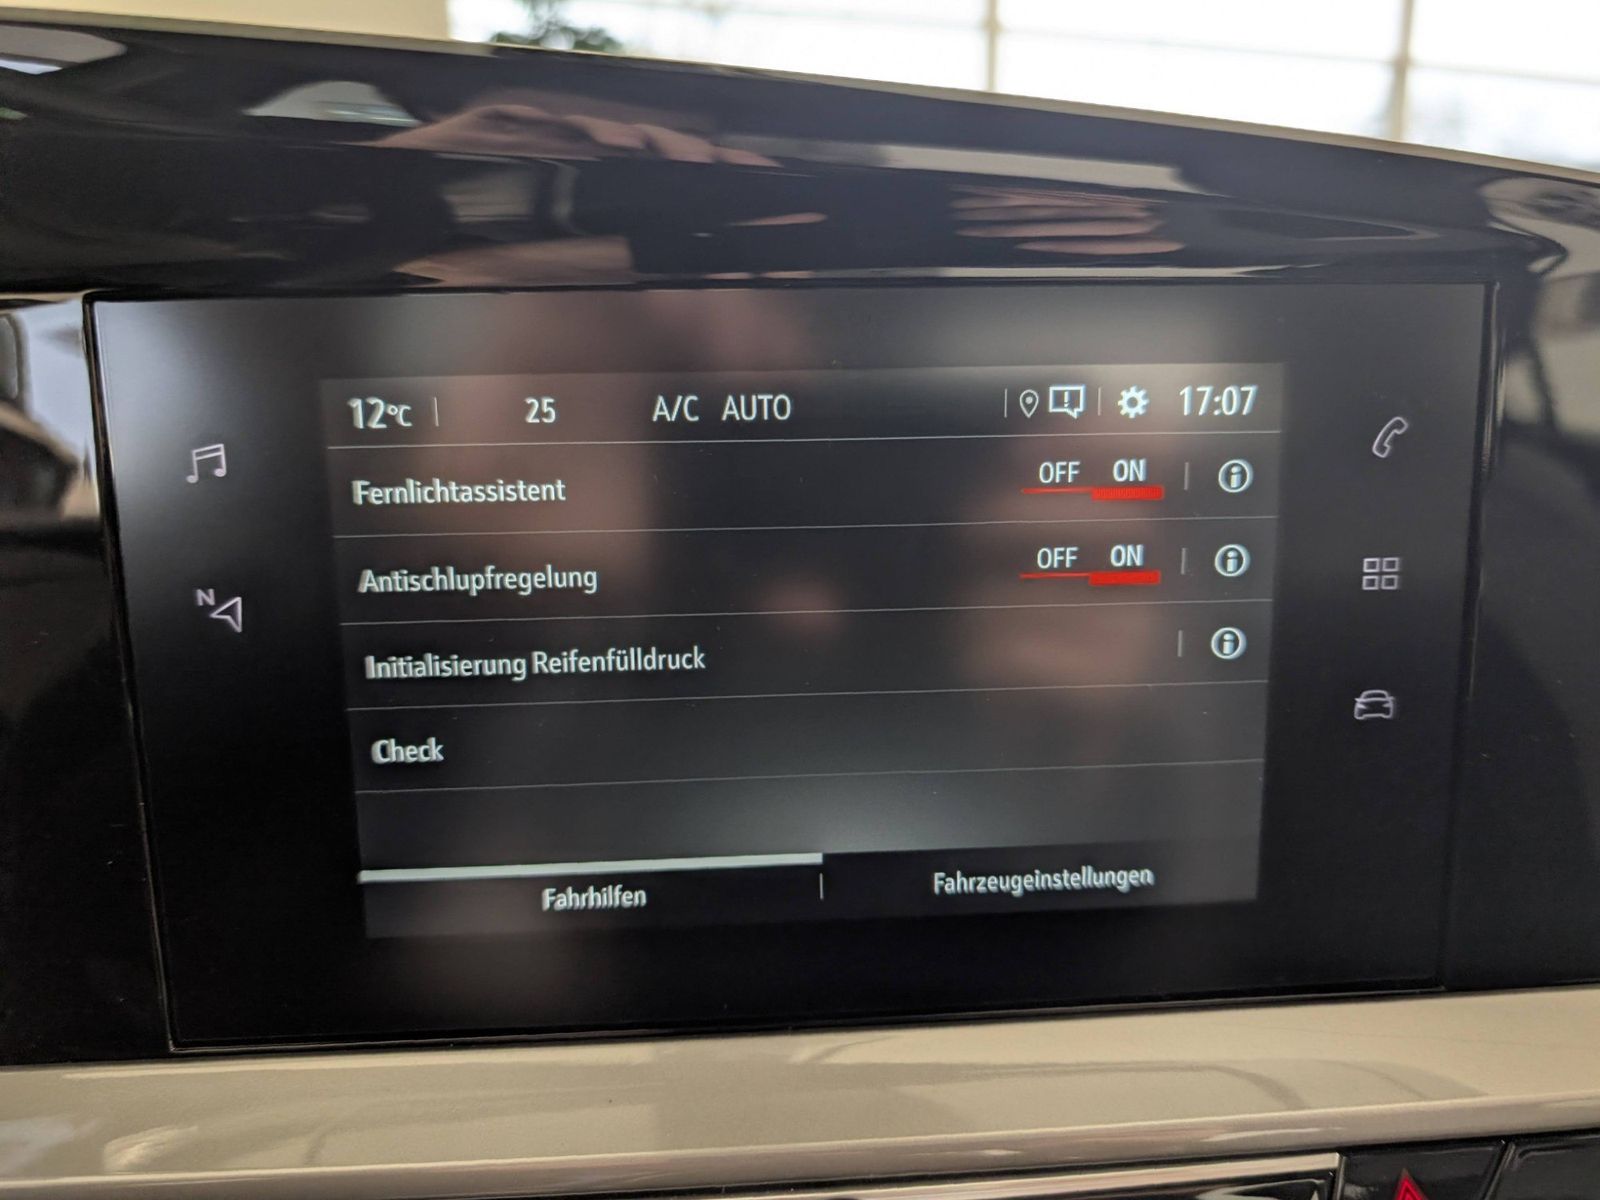 12°C 25 A/C AUTO 17:07
Fernlichtassistent OFF ON
Antischlupfregelung OFF ON
Initialisierung Reifenfülldruck
Check
N
Fahrhilfen Fahrzeugeinstellungen